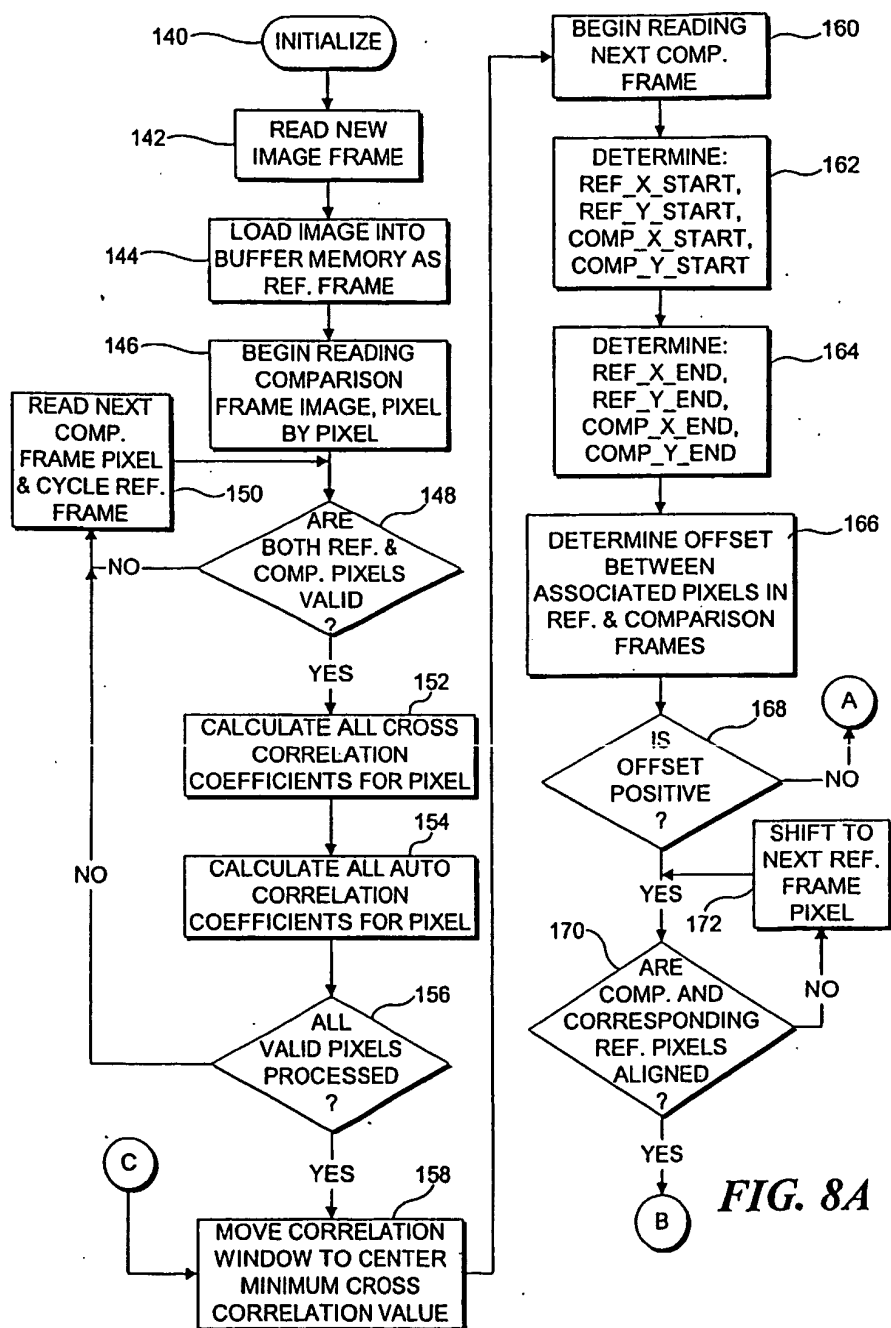 140
INITIALIZE
142
READ NEW
IMAGE FRAME
144
LOAD IMAGE INTO
BUFFER MEMORY AS
REF. FRAME
146
BEGIN READING
COMPARISON
FRAME IMAGE, PIXEL
BY PIXEL
READ NEXT
COMP.
FRAME PIXEL
& CYCLE REF.
FRAME
150
148
ARE
BOTH REF. &
COMP. PIXELS
VALID
?
NO
YES
152
CALCULATE ALL CROSS
CORRELATION
COEFFICIENTS FOR PIXEL
154
CALCULATE ALL AUTO
CORRELATION
COEFFICIENTS FOR PIXEL
NO
156
ALL
VALID PIXELS
PROCESSED
?
YES
C
158
MOVE CORRELATION
WINDOW TO CENTER
MINIMUM CROSS
CORRELATION VALUE
BEGIN READING
NEXT COMP.
FRAME
160
DETERMINE:
REF_X_START,
REF_Y_START,
COMP_X_START,
COMP_Y_START
162
DETERMINE:
REF_X_END,
REF_Y_END,
COMP_X_END,
COMP_Y_END
164
DETERMINE OFFSET
BETWEEN
ASSOCIATED PIXELS IN
REF. & COMPARISON
FRAMES
166
168
IS
OFFSET
POSITIVE
?
NO
A
YES
SHIFT TO
NEXT REF.
FRAME
PIXEL
172
170
ARE
COMP. AND
CORRESPONDING
REF. PIXELS
ALIGNED
?
NO
YES
B
FIG. 8A